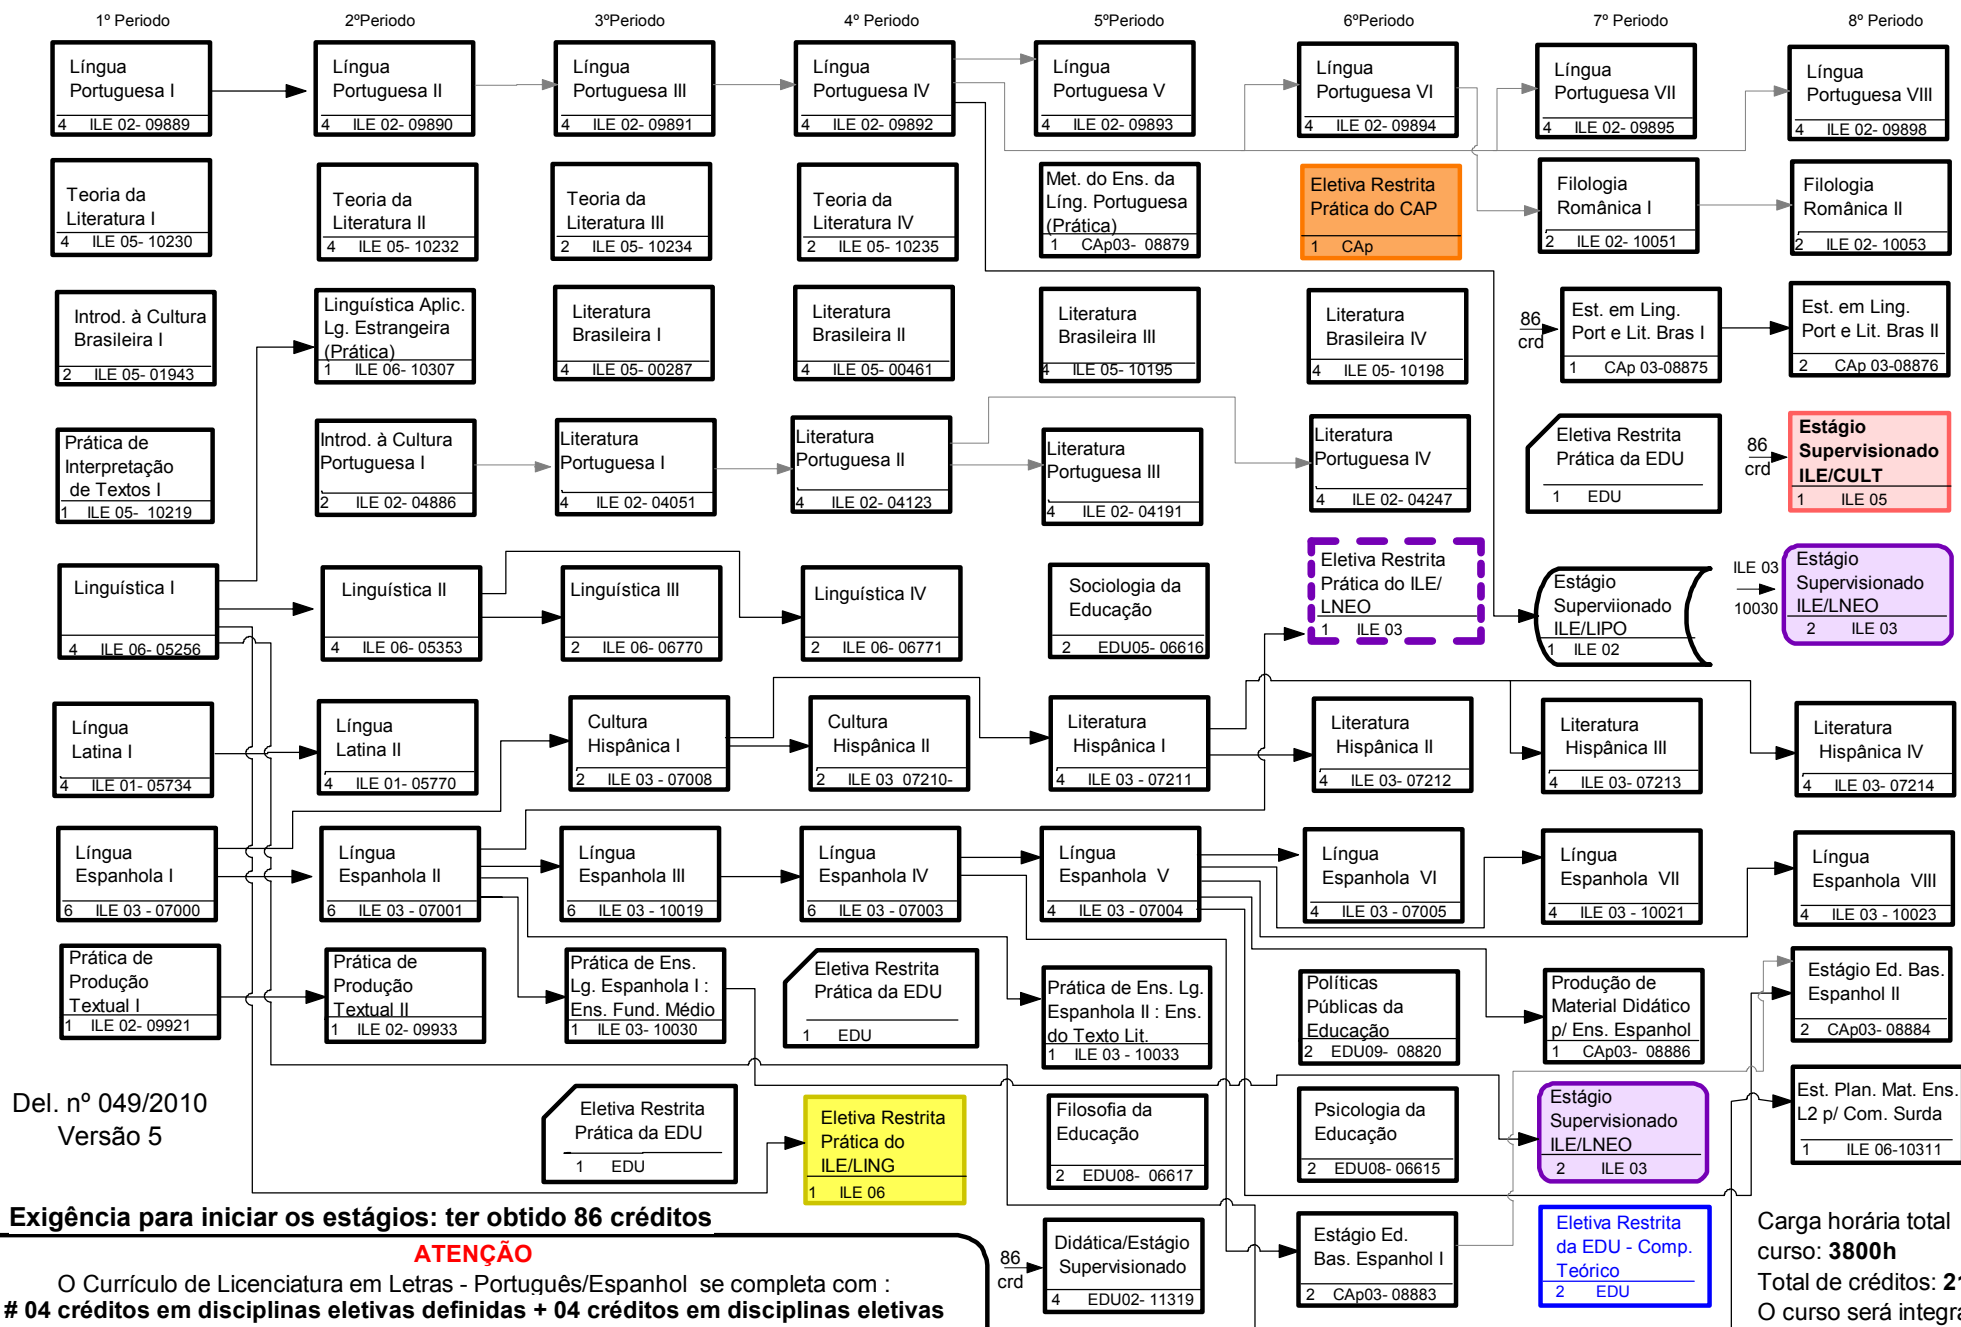 1º Periodo
2ºPeriodo
3ºPeriodo
4º Periodo
5ºPeriodo
6ºPeriodo
7º Periodo
8º Periodo
Língua
Portuguesa I
4 ILE 02- 09889
Língua
Portuguesa II
4 ILE 02- 09890
Língua
Portuguesa III
4 ILE 02- 09891
Língua
Portuguesa IV
4 ILE 02- 09892
Língua
Portuguesa V
4 ILE 02- 09893
Língua
Portuguesa VI
4 ILE 02- 09894
Língua
Portuguesa VII
4 ILE 02- 09895
Língua
Portuguesa VIII
4 ILE 02- 09898
Teoria da
Literatura I
4 ILE 05- 10230
Teoria da
Literatura II
4 ILE 05- 10232
Teoria da
Literatura III
2 ILE 05- 10234
Teoria da
Literatura IV
2 ILE 05- 10235
Met. do Ens. da
Líng. Portuguesa
(Prática)
1 CAp03- 08879
Eletiva Restrita
Prática do CAP
1 CAp
Filologia
Românica I
2 ILE 02- 10051
Filologia
Românica II
2 ILE 02- 10053
Introd. à Cultura
Brasileira I
2 ILE 05- 01943
Linguística Aplic.
Lg. Estrangeira
(Prática)
1 ILE 06- 10307
Literatura
Brasileira I
4 ILE 05- 00287
Literatura
Brasileira II
4 ILE 05- 00461
Literatura
Brasileira III
4 ILE 05- 10195
Literatura
Brasileira IV
4 ILE 05- 10198
86
crd
Est. em Ling.
Port e Lit. Bras I
1 CAp 03-08875
Est. em Ling.
Port e Lit. Bras II
2 CAp 03-08876
Prática de
Interpretação
de Textos I
1 ILE 05- 10219
Introd. à Cultura
Portuguesa I
2 ILE 02- 04886
Literatura
Portuguesa I
4 ILE 02- 04051
Literatura
Portuguesa II
4 ILE 02- 04123
Literatura
Portuguesa III
4 ILE 02- 04191
Literatura
Portuguesa IV
4 ILE 02- 04247
Eletiva Restrita
Prática da EDU
1 EDU
86
crd
Estágio
Supervisionado
ILE/CULT
1 ILE 05
Linguística I
4 ILE 06- 05256
Linguística II
4 ILE 06- 05353
Linguística III
2 ILE 06- 06770
Linguística IV
2 ILE 06- 06771
Sociologia da
Educação
2 EDU05- 06616
Eletiva Restrita
Prática do ILE/
LNEO
1 ILE 03
Estágio
Superviionado
ILE/LIPO
1 ILE 02
ILE 03
10030
Estágio
Supervisionado
ILE/LNEO
2 ILE 03
Língua
Latina I
4 ILE 01- 05734
Língua
Latina II
4 ILE 01- 05770
Cultura
Hispânica I
2 ILE 03 - 07008
Cultura
Hispânica II
2 ILE 03 07210-
Literatura
Hispânica I
4 ILE 03 - 07211
Literatura
Hispânica II
4 ILE 03- 07212
Literatura
Hispânica III
4 ILE 03- 07213
Literatura
Hispânica IV
4 ILE 03- 07214
Língua
Espanhola I
6 ILE 03 - 07000
Língua
Espanhola II
6 ILE 03 - 07001
Língua
Espanhola III
6 ILE 03 - 10019
Língua
Espanhola IV
6 ILE 03 - 07003
Língua
Espanhola V
4 ILE 03 - 07004
Língua
Espanhola VI
4 ILE 03 - 07005
Língua
Espanhola VII
4 ILE 03 - 10021
Língua
Espanhola VIII
4 ILE 03 - 10023
Prática de
Produção
Textual I
1 ILE 02- 09921
Prática de
Produção
Textual II
1 ILE 02- 09933
Prática de Ens.
Lg. Espanhola I :
Ens. Fund. Médio
1 ILE 03- 10030
Eletiva Restrita
Prática da EDU
1 EDU
Prática de Ens. Lg.
Espanhola II : Ens.
do Texto Lit.
1 ILE 03 - 10033
Políticas
Públicas da
Educação
2 EDU09- 08820
Produção de
Material Didático
p/ Ens. Espanhol
1 CAp03- 08886
Estágio Ed. Bas.
Espanhol II
2 CAp03- 08884
Del. nº 049/2010
Versão 5
Eletiva Restrita
Prática da EDU
1 EDU
Eletiva Restrita
Prática do
ILE/LING
1 ILE 06
Filosofia da
Educação
2 EDU08- 06617
Psicologia da
Educação
2 EDU08- 06615
Estágio
Supervisionado
ILE/LNEO
2 ILE 03
Est. Plan. Mat. Ens.
L2 p/ Com. Surda
1 ILE 06-10311
Exigência para iniciar os estágios: ter obtido 86 créditos
ATENÇÃO
O Currículo de Licenciatura em Letras - Português/Espanhol se completa com :
# 04 créditos em disciplinas eletivas definidas + 04 créditos em disciplinas eletivas
86
crd
Didática/Estágio
Supervisionado
4 EDU02- 11319
Estágio Ed.
Bas. Espanhol I
2 CAp03- 08883
Eletiva Restrita
da EDU - Comp.
Teórico
2 EDU
Carga horária total
curso: 3800h
Total de créditos: 2
O curso será integra